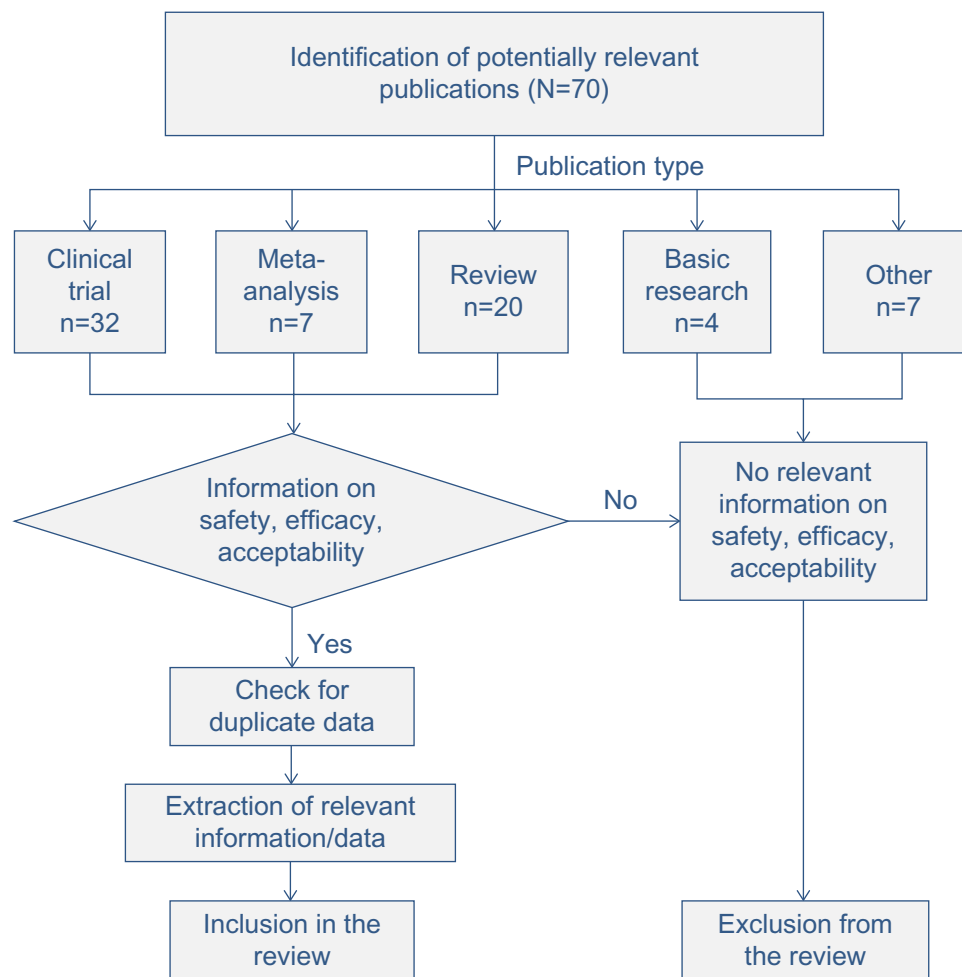 Identification of potentially relevant
publications (N=70)
Publication type
Clinical
trial
n=32
Meta-
analysis
n=7
Review
n=20
Basic
research
n=4
Other
n=7
Information on
safety, efficacy,
acceptability
No
No relevant
information on
safety, efficacy,
acceptability
Yes
Check for
duplicate data
Extraction of relevant
information/data
Inclusion in the
review
Exclusion from
the review